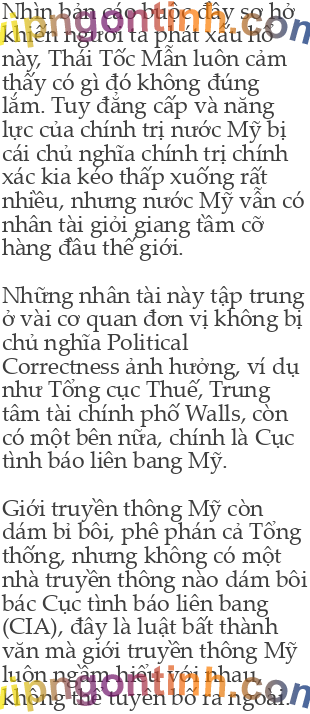 Nhìn bản cáo buộc đầy sơ hở
khiến người ta phát xấu hổ
này, Thái Tốc Mẫn luôn cảm
thấy có gì đó không đúng
lắm. Tuy đẳng cấp và năng
lực của chính trị nước Mỹ bị
cái chủ nghĩa chính trị chính
xác kia kéo thấp xuống rất
nhiều, nhưng nước Mỹ vẫn có
nhân tài giỏi giang tầm cỡ
hàng đầu thế giới.
Những nhân tài này tập trung
ở vài cơ quan đơn vị không bị
chủ nghĩa Political
Correctness ảnh hưởng, ví dụ
như Tổng cục Thuế, Trung
tâm tài chính phố Walls, còn
có một bên nữa, chính là Cục
tình báo liên bang Mỹ.
Giới truyền thông Mỹ còn
dám bỉ bôi, phê phán cả Tổng
thống, nhưng không có một
nhà truyền thông nào dám bôi
bác Cục tình báo liên bang
(CIA), đây là luật bất thành
văn mà giới truyền thông Mỹ
luôn ngầm hiểu với nhau,
không thể tuyên bố ra ngoài.
vipngontinh.com
vipngontinh.com